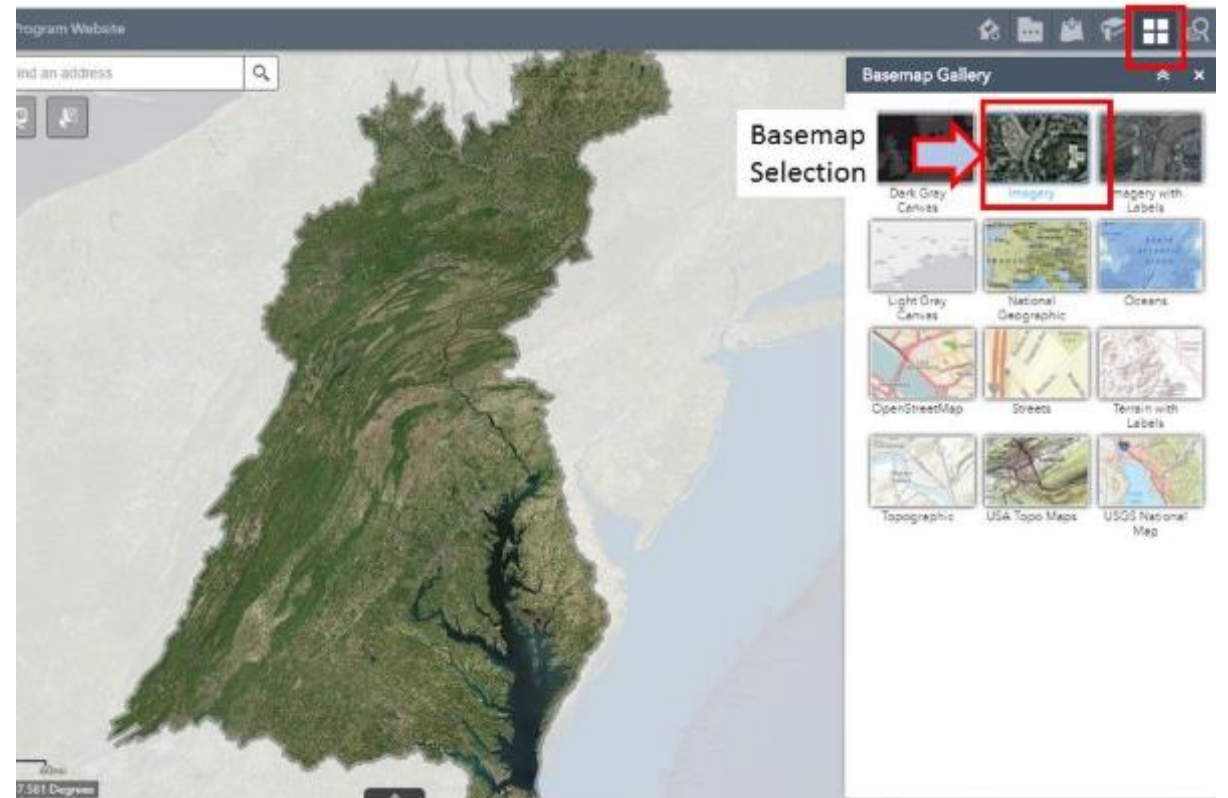 Program Website
ind an address
Basemap Gallery
Basemap
Selection
Dark Gray
Canvas
Imagery
magery with
Labels
Light Gray
Canvas
National
Geographic
Oceans
OpenStreetMap
Streets
Terrain with
Labels
Topographic
USA Topo Maps
USGS National
Map
60mi
7.581 Degrees